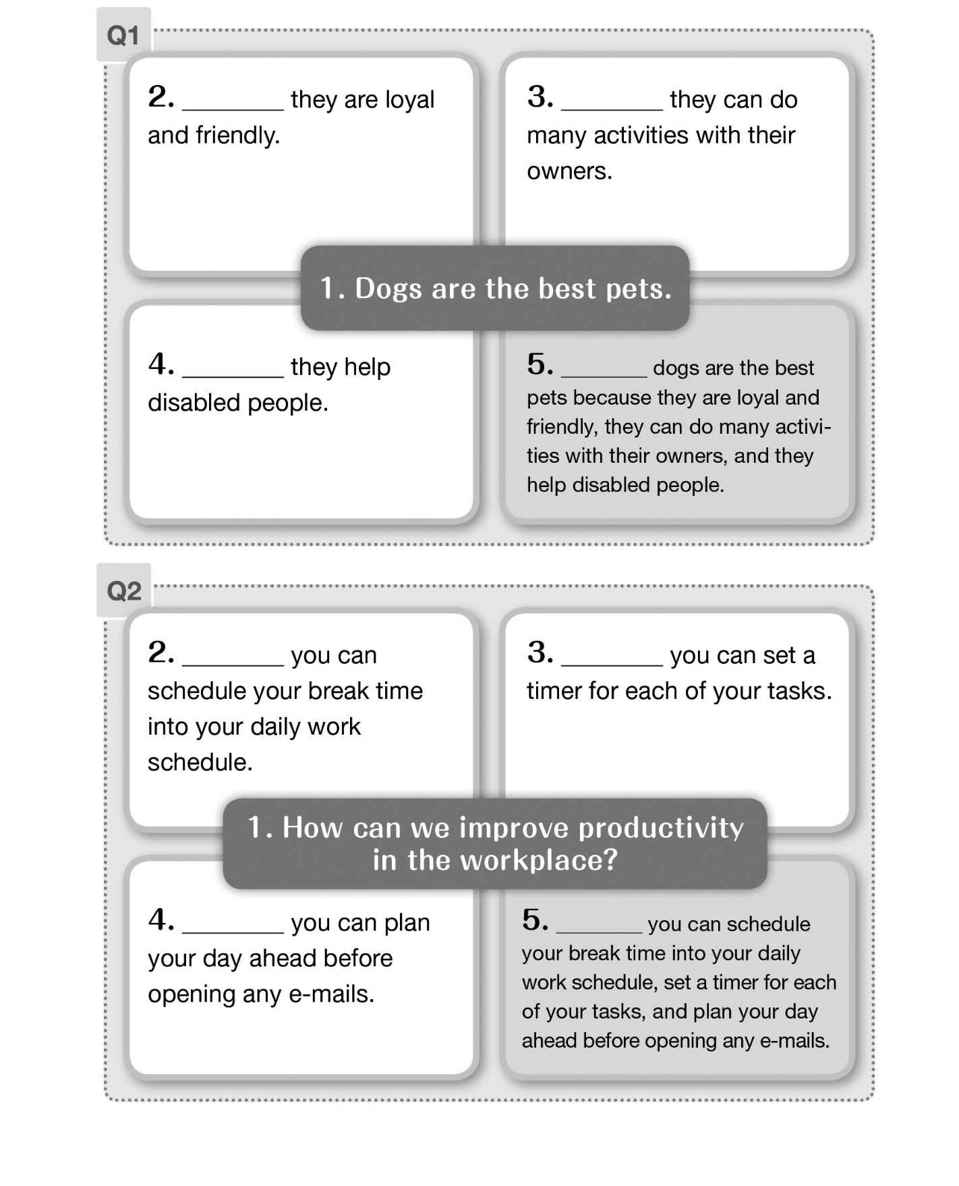 Q1
2. ________ they are loyal
and friendly.
3. ________ they can do
many activities with their
owners.
1. Dogs are the best pets.
4. ________ they help
disabled people.
5. _______ dogs are the best
pets because they are loyal and
friendly, they can do many activi-
ties with their owners, and they
help disabled people.
Q2
2. ________ you can
schedule your break time
into your daily work
schedule.
3. ________ you can set a
timer for each of your tasks.
1. How can we improve productivity
in the workplace?
4. ________ you can plan
your day ahead before
opening any e-mails.
5. _______ you can schedule
your break time into your daily
work schedule, set a timer for each
of your tasks, and plan your day
ahead before opening any e-mails.